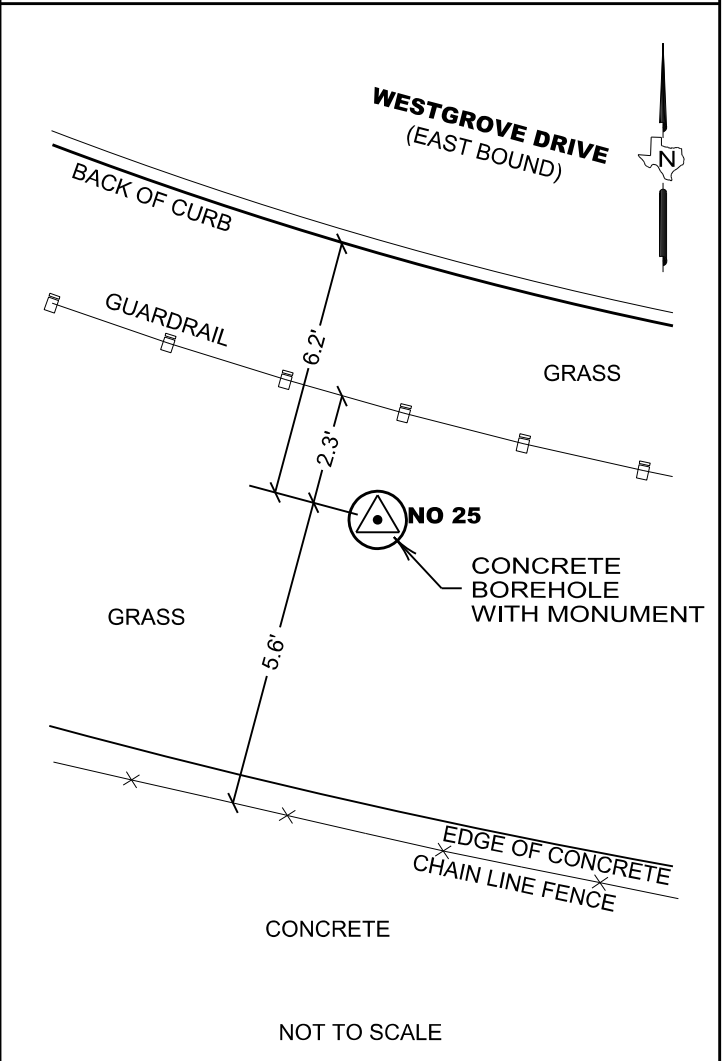 WESTGROVE DRIVE
(EAST BOUND)
N
BACK OF CURB
GUARDRAIL
6.2'
GRASS
2.3'
NO 25
CONCRETE
BOREHOLE
WITH MONUMENT
GRASS
5.6'
EDGE OF CONCRETE
CHAIN LINE FENCE
CONCRETE
NOT TO SCALE